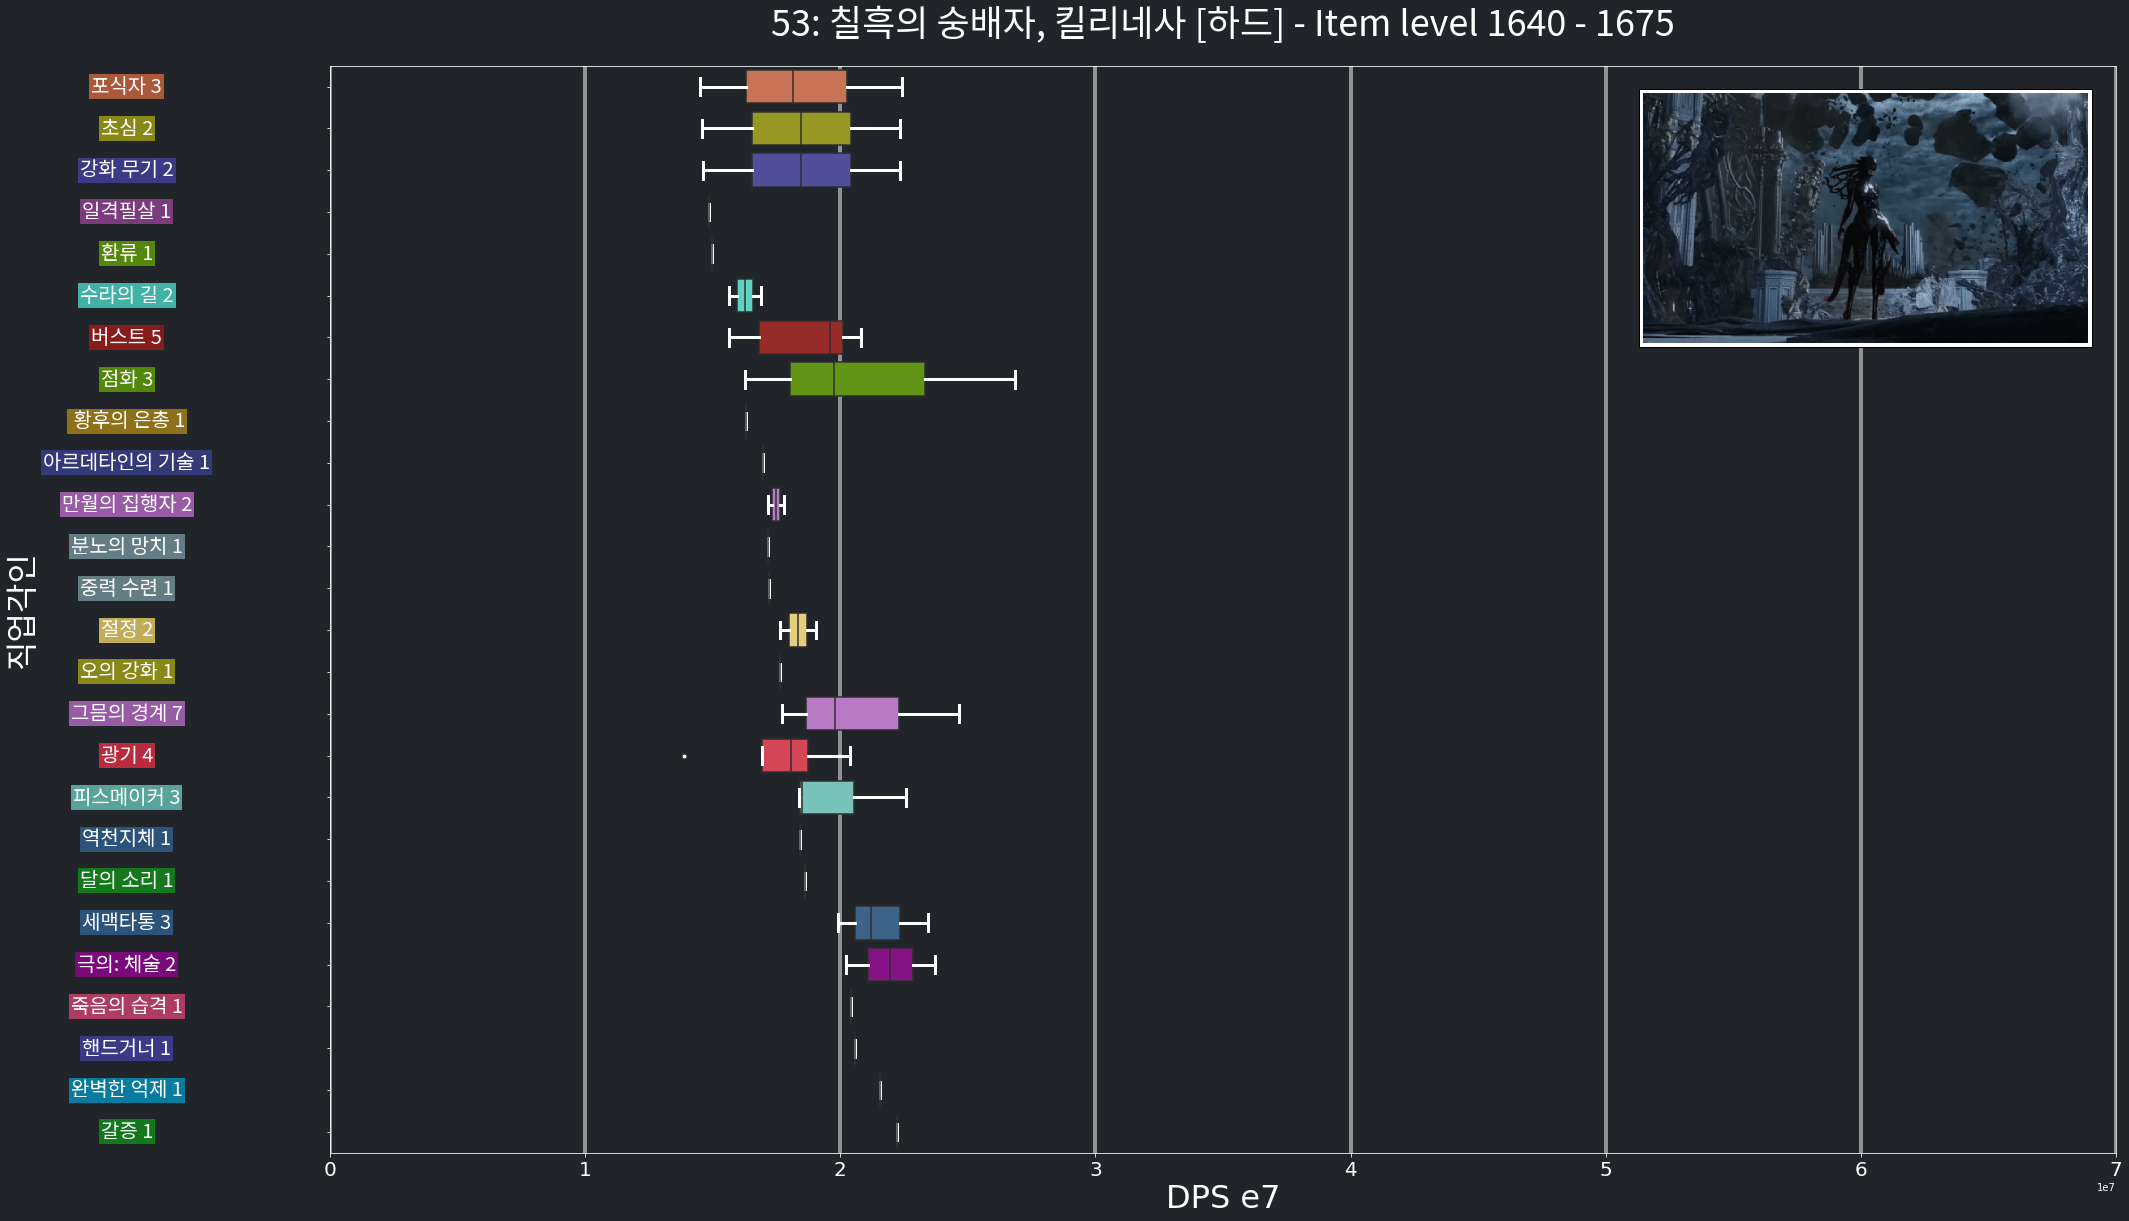 53: 칠흑의 숭배자, 킬리네사 [하드] - Item level 1640 - 1675
포식자 3
초심 2
강화 무기 2
일격필살 1
환류 1
수라의 길 2
버스트 5
점화 3
황후의 은총 1
아르데타인의 기술 1
만월의 집행자 2
분노의 망치 1
중력 수련 1
절정 2
오의 강화 1
그믐의 경계 7
광기 4
피스메이커 3
역천지체 1
달의 소리 1
세맥타통 3
극의: 체술 2
죽음의 습격 1
핸드거너 1
완벽한 억제 1
갈증 1
직업각인
0 1 2 3 4 5 6 7
DPS e7
1e7